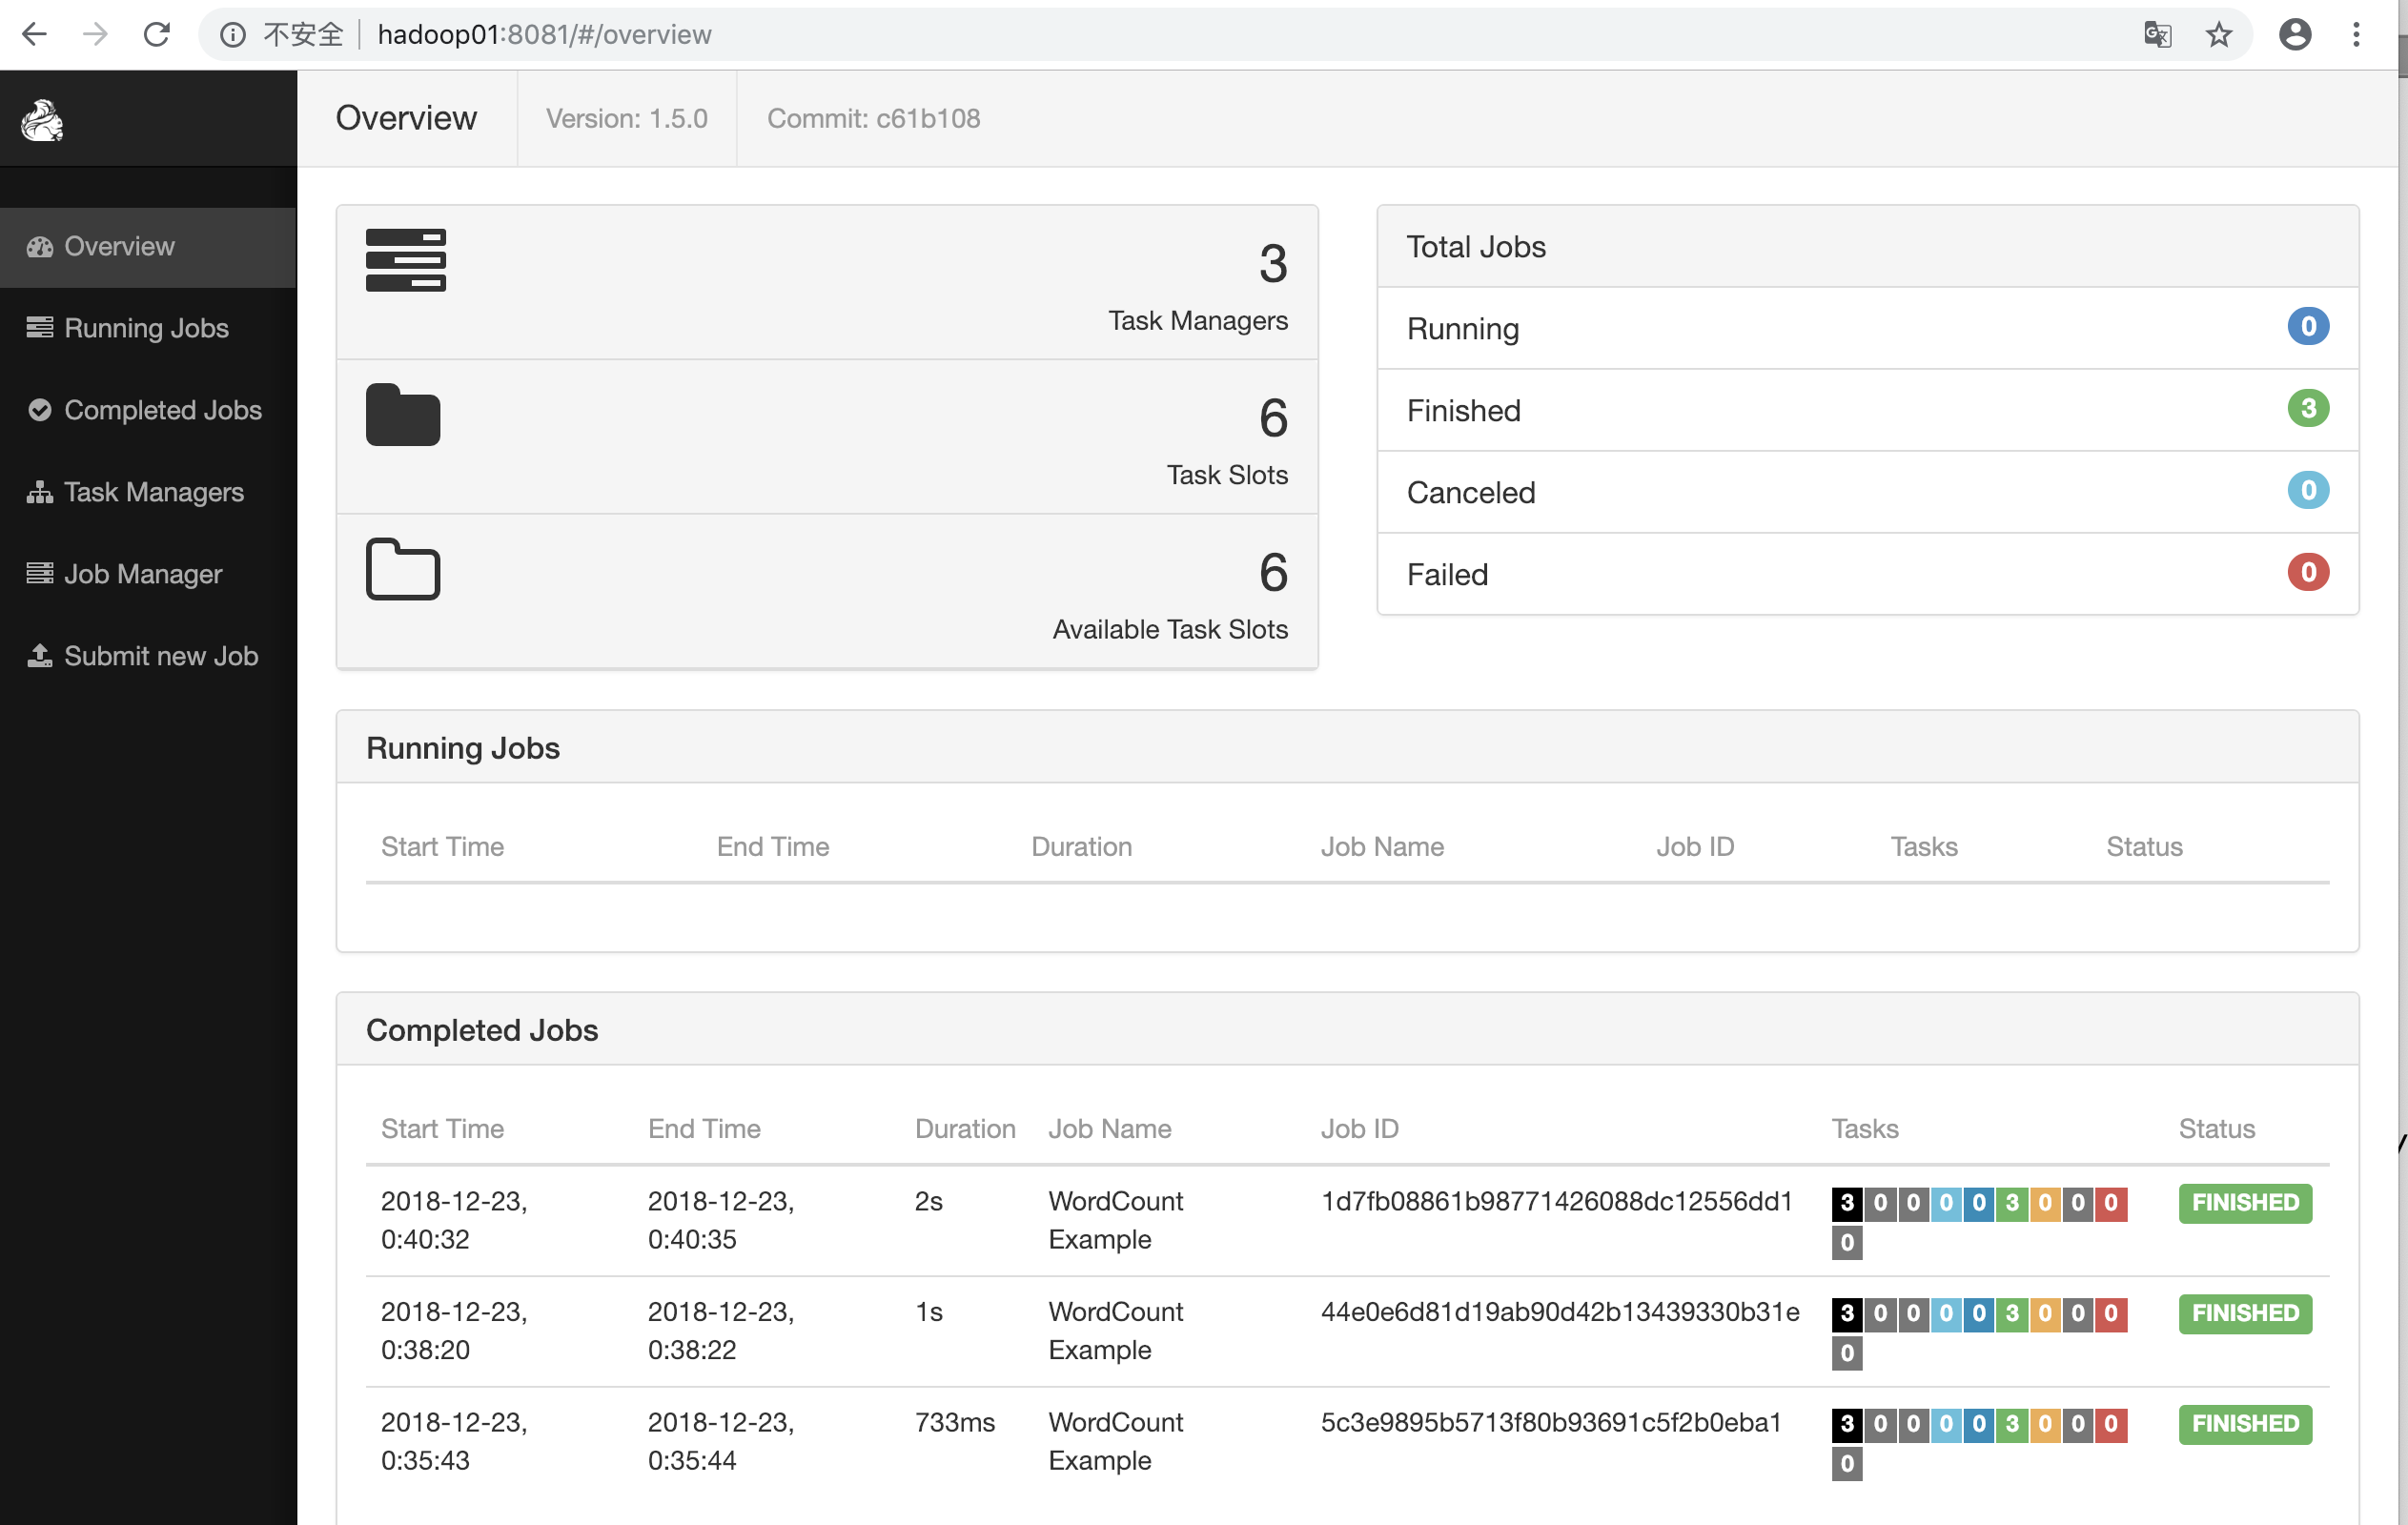 不安全 hadoop01:8081/#/overview
Overview Version: 1.5.0 Commit: c61b108
Overview
Running Jobs
Completed Jobs
Task Managers
Job Manager
Submit new Job
3
Task Managers
6
Task Slots
6
Available Task Slots
Total Jobs
Running 0
Finished 3
Canceled 0
Failed 0
Running Jobs
Start Time End Time Duration Job Name Job ID Tasks Status
Completed Jobs
Start Time End Time Duration Job Name Job ID Tasks Status
2018-12-23, 2018-12-23, 2s WordCount 1d7fb08861b98771426088dc12556dd1 3 0 0 0 0 3 0 0 0 FINISHED
0:40:32 0:40:35 Example 0
2018-12-23, 2018-12-23, 1s WordCount 44e0e6d81d19ab90d42b13439330b31e 3 0 0 0 0 3 0 0 0 FINISHED
0:38:20 0:38:22 Example 0
2018-12-23, 2018-12-23, 733ms WordCount 5c3e9895b5713f80b93691c5f2b0eba1 3 0 0 0 0 3 0 0 0 FINISHED
0:35:43 0:35:44 Example 0